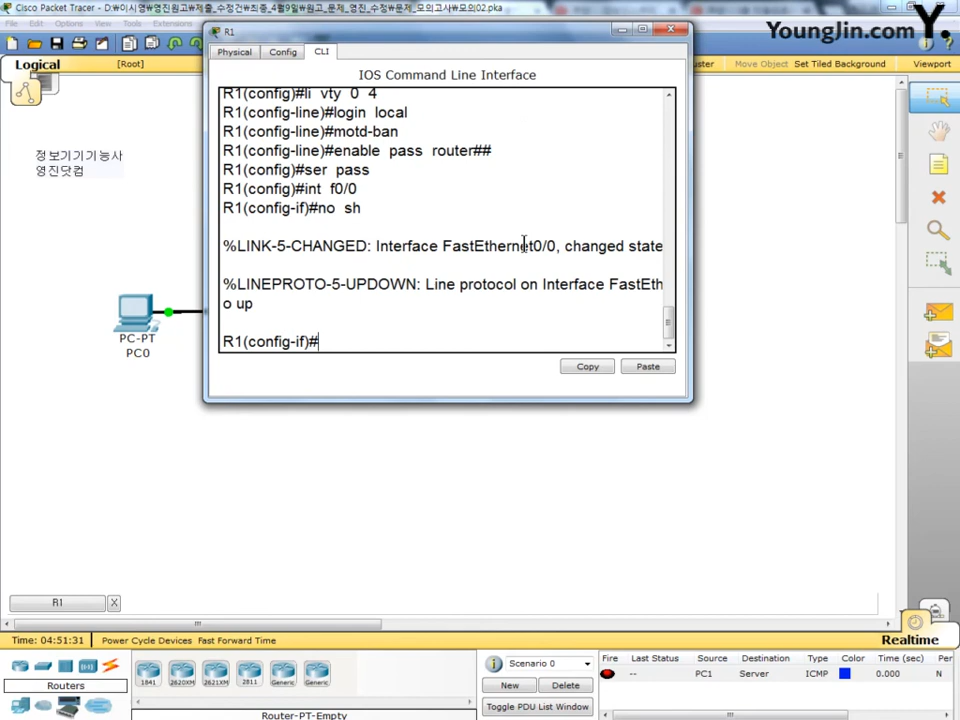 Cisco Packet Tracer - D:₩이시영₩영진원고₩제출_수정건₩최종_4월9일₩원고_문제_영진_수정₩문제_모의고사₩모의02.pka
YoungJin.com Y.
File Edit Options View Tools Extensions
Logical
[Root]
Move Object
Set Tiled Background
Viewport
R1
Physical
Config
CLI
IOS Command Line Interface
R1(config)#li vty 0 4
R1(config-line)#login local
R1(config-line)#motd-ban
R1(config-line)#enable pass router##
R1(config)#ser pass
R1(config)#int f0/0
R1(config-if)#no sh
%LINK-5-CHANGED: Interface FastEthernet0/0, changed state
%LINEPROTO-5-UPDOWN: Line protocol on Interface FastEth
o up
R1(config-if)#
Copy
Paste
정보기기기능사
영진닷컴
PC-PT
PC0
R1
X
Time: 04:51:31
Power Cycle Devices Fast Forward Time
Realtime
Routers
1841
2620XM
2621XM
2811
Generic
Generic
Router-PT-Empty
Scenario 0
New
Delete
Toggle PDU List Window
Fire Last Status Source Destination Type Color Time (sec) Per
-- PC1 Server ICMP 0.000 N